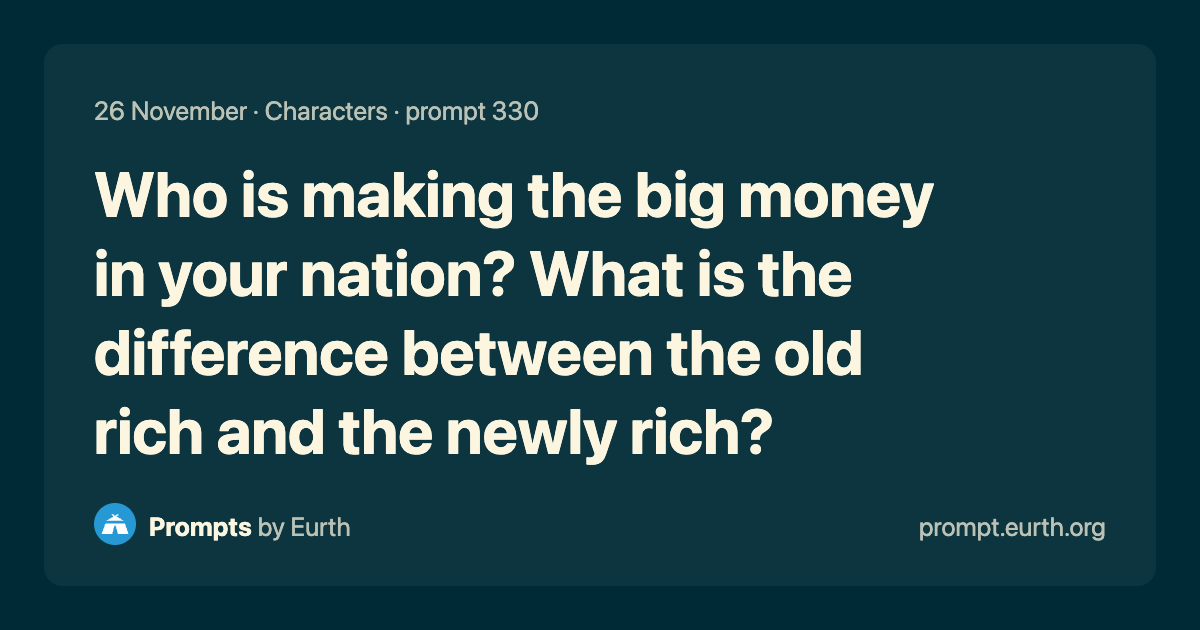 26 November · Characters · prompt 330
Who is making the big money
in your nation? What is the
difference between the old
rich and the newly rich?
Prompts by Eurth
prompt.eurth.org